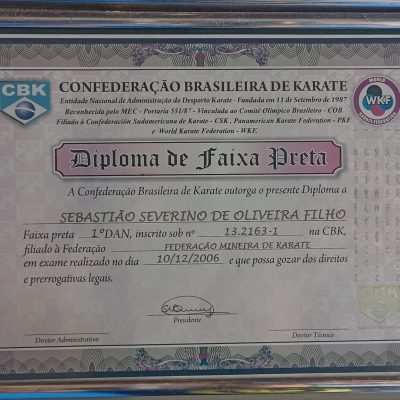 CBK
CONFEDERAÇÃO BRASILEIRA DE KARATE
Entidade Nacional de Administração do Desporto Karate - Fundada em 11 de Setembro de 1987
Reconhecida pelo MEC - Portaria 551/87 - Vinculada ao Comitê Olímpico Brasileiro - COB
Filiado à Confederación Sudamericana de Karate - CSK , Panamerican Karate Federation - PKF
e World Karate Federation - WKF.
WORLD
WKF
Diploma de Faixa Preta
A Confederação Brasileira de Karate outorga o presente Diploma a
SEBASTIÃO SEVERINO DE OLIVEIRA FILHO
Faixa preta 1ºDAN, inscrito sob nº 13.2163-1 na CBK,
filiado à Federação FEDERAÇÃO MINEIRA DE KARATE
em exame realizado no dia 10/12/2006 e que possa gozar dos direitos
e prerrogativas legais.
Presidente
Diretor Administrativo
Diretor Técnico